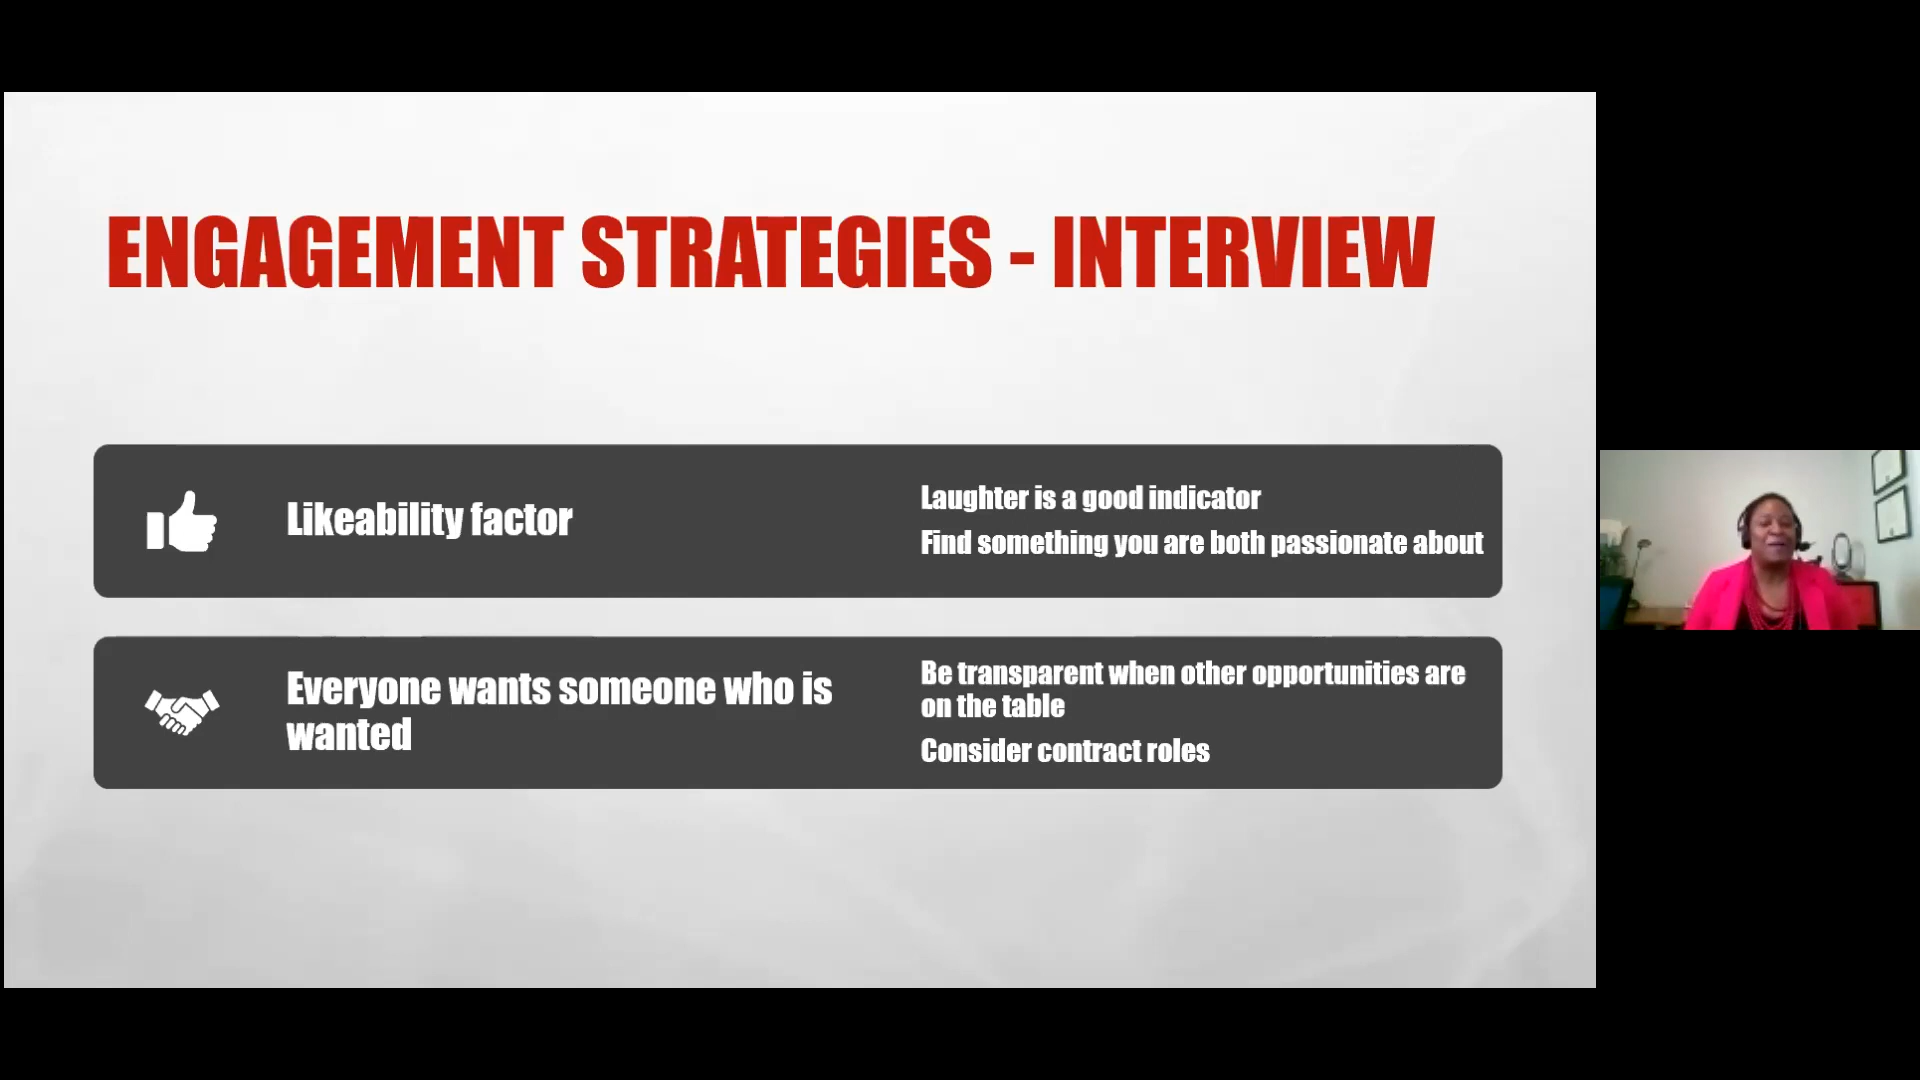 ENGAGEMENT STRATEGIES - INTERVIEW
Likeability factor
Laughter is a good indicator
Find something you are both passionate about
Everyone wants someone who is
wanted
Be transparent when other opportunities are
on the table
Consider contract roles